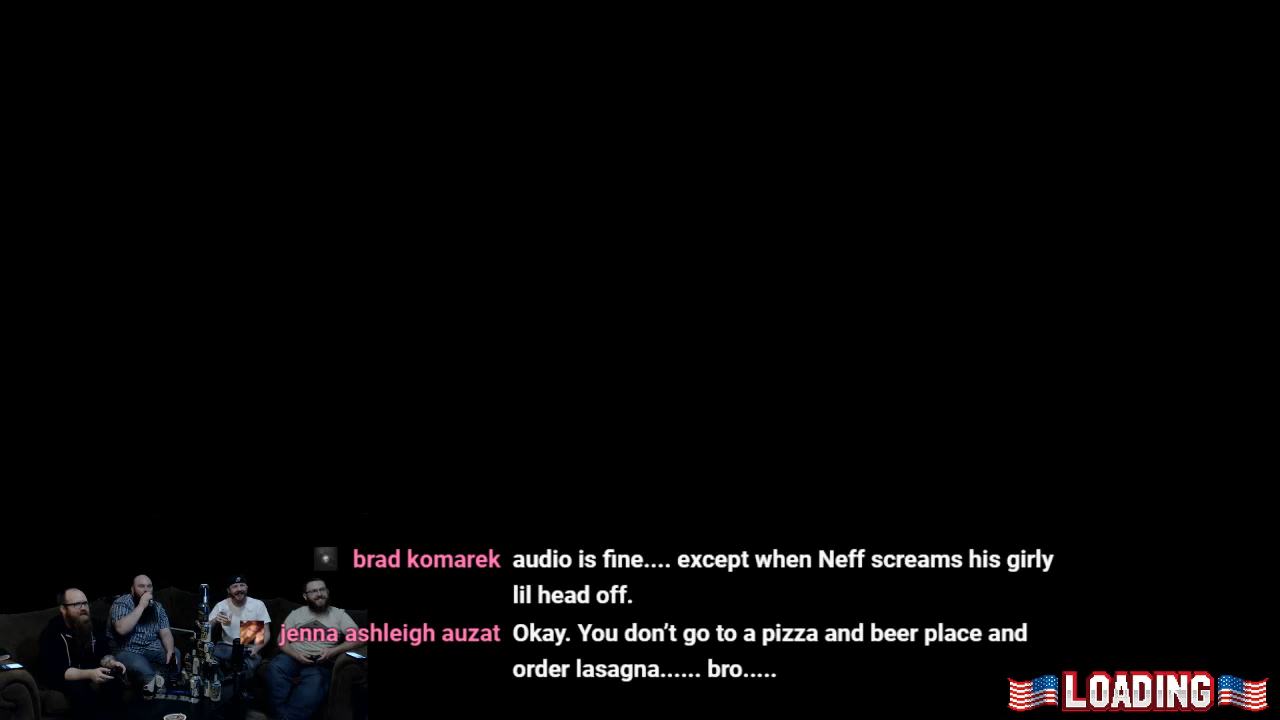 brad komarek audio is fine.... except when Neff screams his girly
lil head off.
jenna ashleigh auzat Okay. You don’t go to a pizza and beer place and
order lasagna...... bro.....
LOADING